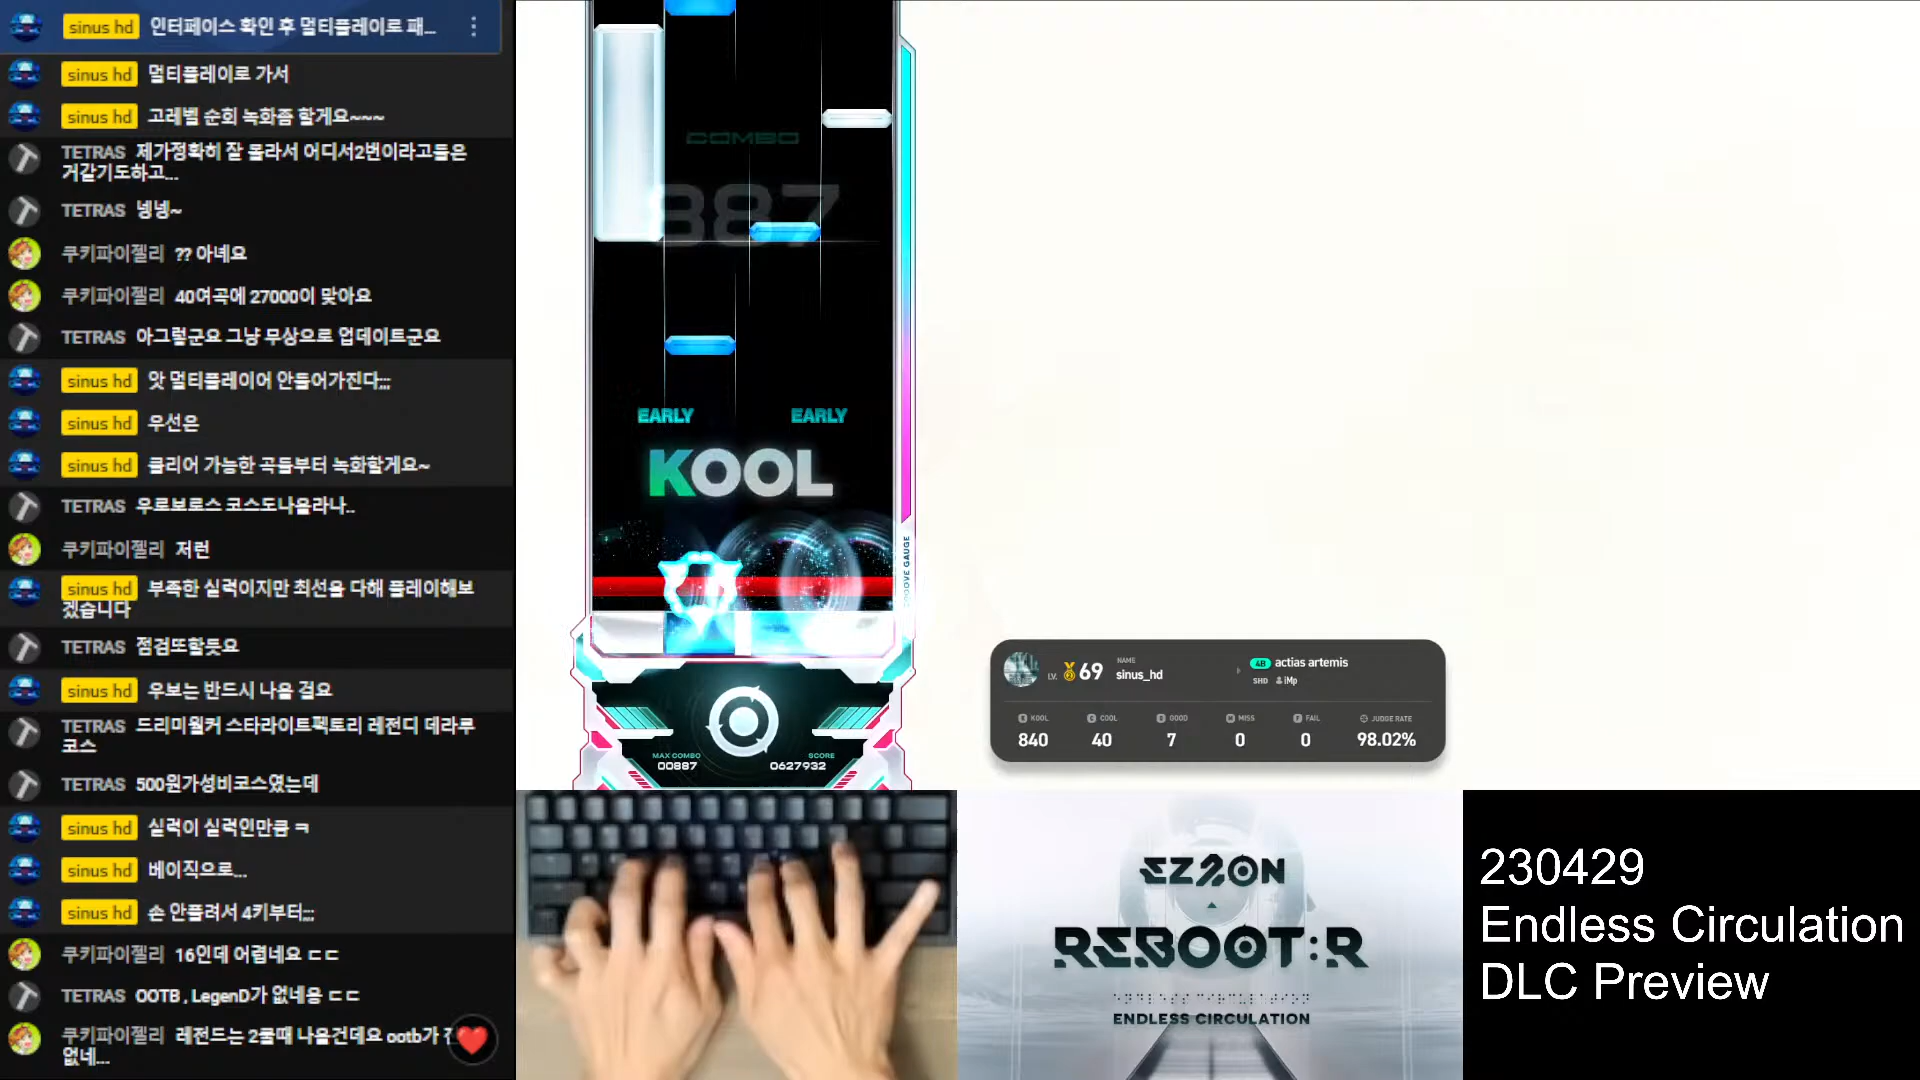 sinus hd 인터페이스 확인 후 멀티플레이로 패...
sinus hd 멀티플레이로 가서
sinus hd 고레벨 순회 녹화좀 할게요~~~
TETRAS 제가정확히 잘 몰라서 어디서2번이라고들은
거같기도하고...
TETRAS 넹넹~
쿠키파이젤리 ?? 아녜요
쿠키파이젤리 40여곡에 27000이 맞아요
TETRAS 아그럴군요 그냥 무상으로 업데이트군요
sinus hd 앗 멀티플레이어 안들어가진다;;;
sinus hd 우선은
sinus hd 클리어 가능한 곡들부터 녹화할게요~
TETRAS 우로보로스 코스도나올라나..
쿠키파이젤리 저런
sinus hd 부족한 실력이지만 최선을 다해 플레이해보
겠습니다
TETRAS 점검또할듯요
sinus hd 우보는 반드시 나올 걸요
TETRAS 드리미월커 스타라이트펙토리 레전디 데라루
코스
TETRAS 500원가성비코스였는데
sinus hd 실력이 실력인만큼 ㅋ
sinus hd 베이직으로...
sinus hd 손 안풀려서 4키부터;;;
쿠키파이젤리 16인데 어렵네요 ㄷㄷ
TETRAS OOTB , LegenD가 없네용 ㄷㄷ
쿠키파이젤리 레전드는 2쿨때 나올건데요 ootb가
없네...
COMBO
887
EARLY EARLY
KOOL
GROOVE GAUGE
MAX COMBO SCORE
00887 0627932
LV. 69 NAME sinus_hd
4B actias artemis
SHD iMp
KOOL COOL GOOD MISS FAIL JUDGE RATE
840 40 7 0 0 98.02%
EZ2ON
REBOOT:R
ENDLESS CIRCULATION
230429
Endless Circulation
DLC Preview